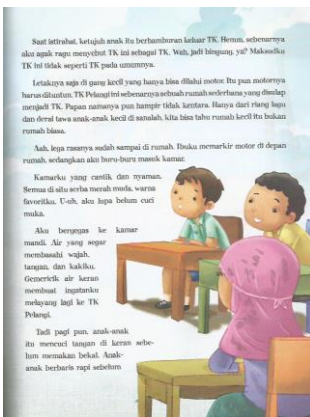 Saat istirahat, ketujuh anak itu berhamburan keluar TK. Hemm, sebenarnya
aku agak ragu menyebut TK ini sebagai TK. Wah, jadi bingung, ya? Maksudku
TK ini tidak seperti TK pada umumnya.
Letaknya saja di gang kecil yang hanya bisa dilalui motor. Itu pun motornya
harus dituntun. TK Pelangi ini sebenarnya sebuah rumah sederhana yang disulap
menjadi TK. Papan namanya pun hampir tidak kentara. Hanya dari riang lagu
dan derai tawa anak-anak kecil di sanalah, kita bisa tahu rumah kecil itu bukan
rumah biasa.
Aah, lega rasanya sudah sampai di rumah. Ibuku memarkir motor di depan
rumah, sedangkan aku buru-buru masuk kamar.
Kamarku yang cantik dan nyaman.
Semua di situ serba merah muda, warna
favoritku. U-uh, aku lupa belum cuci
muka.
Aku bergegas ke kamar
mandi. Air yang segar
membasahi wajah,
tangan, dan kakiku.
Gemericik air keran
membuat ingatanku
melayang lagi ke TK
Pelangi.
Tadi pagi pun, anak-anak
itu mencuci tangan di keran sebe-
lum memakan bekal. Anak-
anak berbaris rapi sebelum